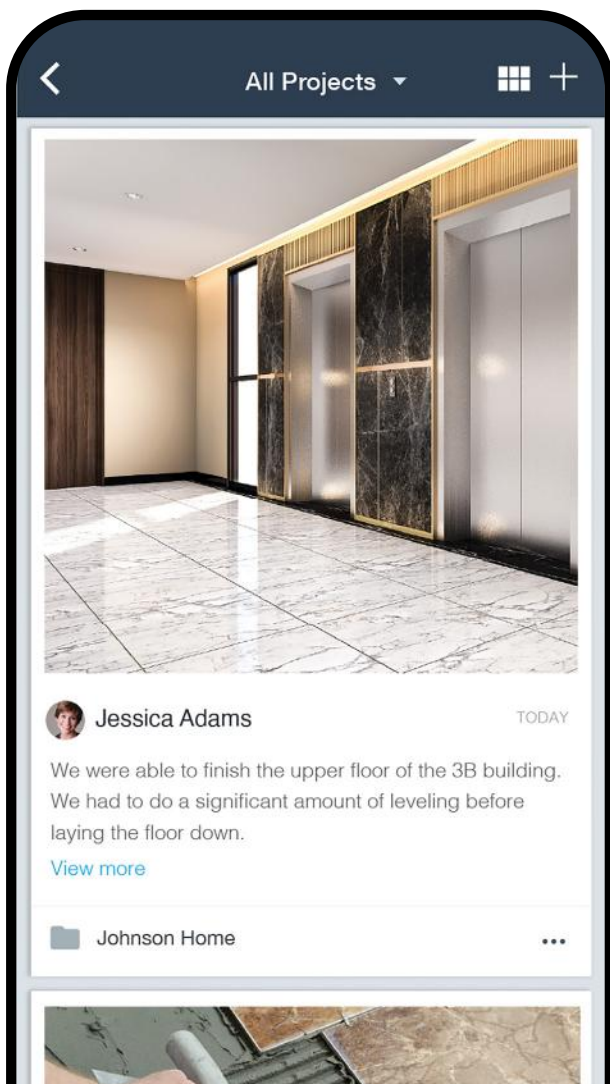 All Projects
Jessica Adams
TODAY
We were able to finish the upper floor of the 3B building.
We had to do a significant amount of leveling before
laying the floor down.
View more
Johnson Home